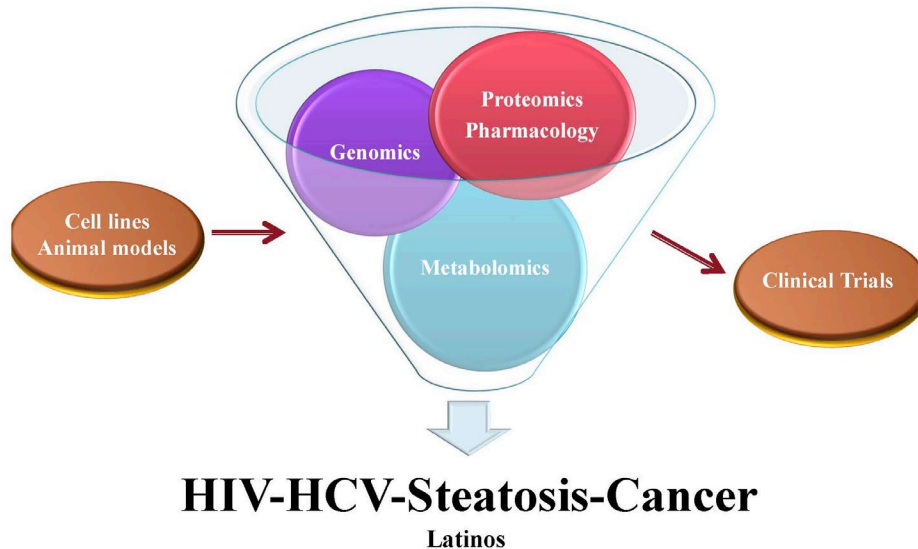 Proteomics
Pharmacology
Genomics
Cell lines
Animal models
Metabolomics
Clinical Trials
HIV-HCV-Steatosis-Cancer
Latinos